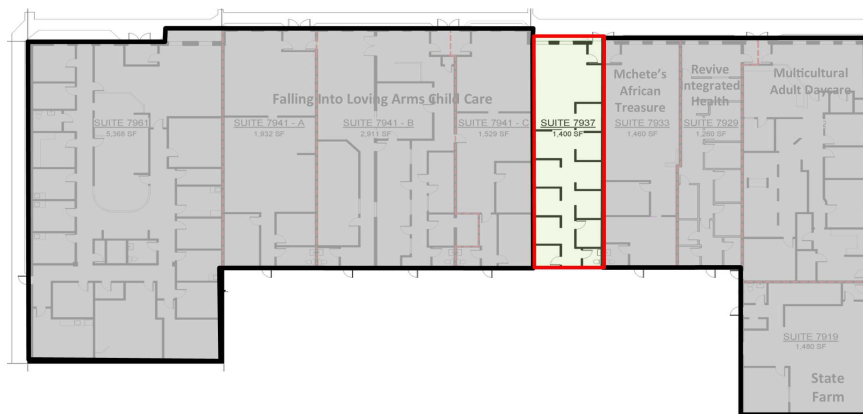 Falling Into Loving Arms Child Care
SUITE 7961
5,388 SF
SUITE 7941 - A
1,932 SF
SUITE 7941 - B
2,911 SF
SUITE 7941 - C
1,529 SF
SUITE 7937
1,400 SF
Mchete's
African
Treasure
SUITE 7933
1,460 SF
Revive
Integrated
Health
SUITE 7929
1,260 SF
Multicultural
Adult Daycare
SUITE 7919
1,480 SF
State
Farm